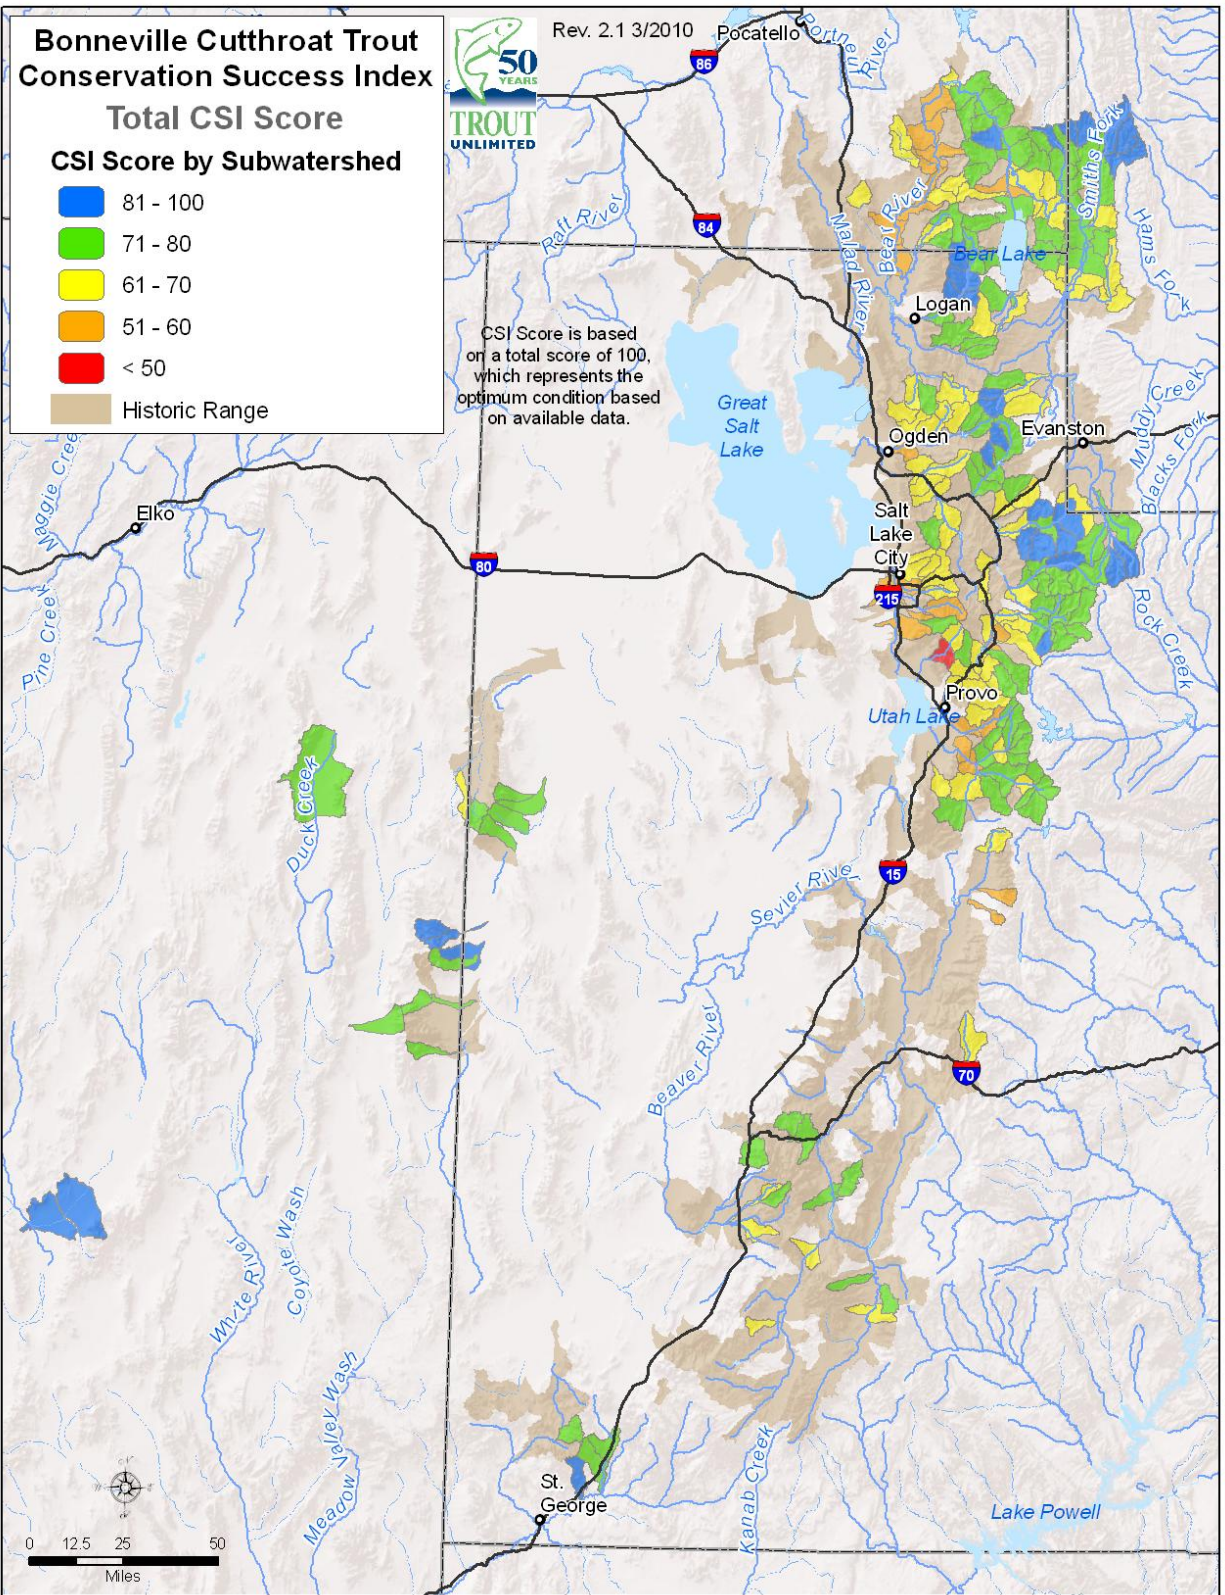 Bonneville Cutthroat Trout
Conservation Success Index
Total CSI Score
CSI Score by Subwatershed
81 - 100
71 - 80
61 - 70
51 - 60
< 50
Historic Range
50
YEARS
TROUT
UNLIMITED
Rev. 2.1 3/2010
Pocatello
Portneuf
River
86
84
Raft River
Malad River
Bear River
Smiths Fork
Hams Fork
Bear Lake
Logan
CSI Score is based
on a total score of 100,
which represents the
optimum condition based
on available data.
Great
Salt
Lake
Ogden
Evanston
Muddy Creek
Blacks Fork
Maggie Cree
Elko
Salt
Lake
City
80
215
Pine Creek
Rock Creek
Provo
Utah Lake
Duck Creek
15
Sevier River
Beaver River
70
White River
Coyote Wash
Meadow Valley Wash
Kanab Creek
St.
George
Lake Powell
0 12.5 25 50
Miles